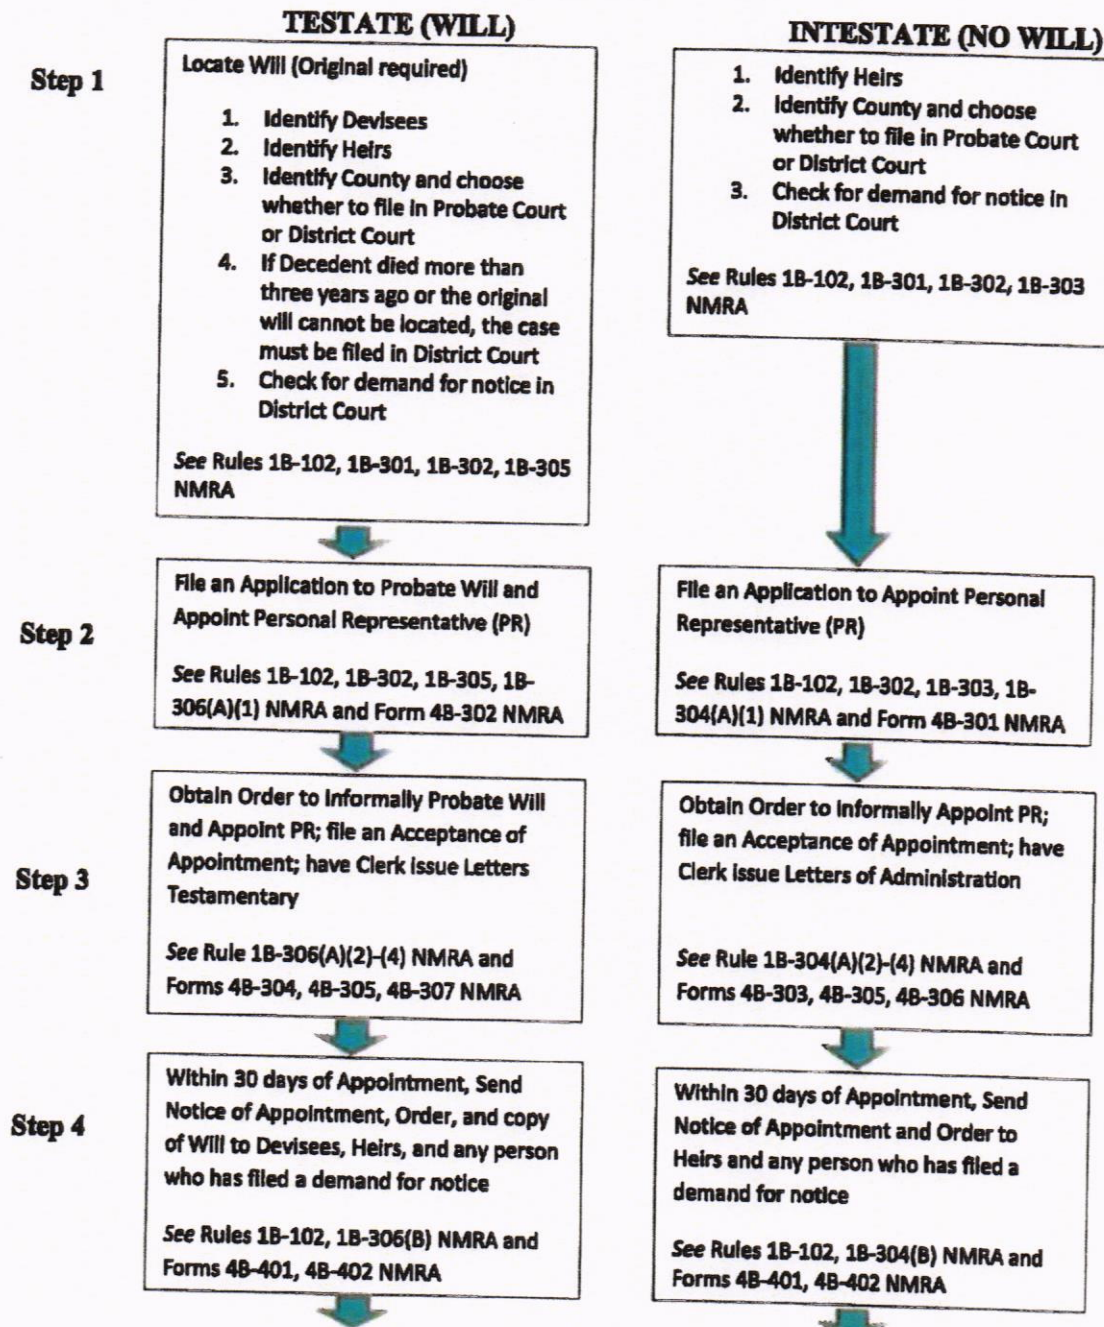 TESTATE (WILL)
INTESTATE (NO WILL)
Step 1
Locate Will (Original required)
1. Identify Devisees
2. Identify Heirs
3. Identify County and choose
whether to file in Probate Court
or District Court
4. If Decedent died more than
three years ago or the original
will cannot be located, the case
must be filed in District Court
5. Check for demand for notice in
District Court
See Rules 1B-102, 1B-301, 1B-302, 1B-305
NMRA
1. Identify Heirs
2. Identify County and choose
whether to file in Probate Court
or District Court
3. Check for demand for notice in
District Court
See Rules 1B-102, 1B-301, 1B-302, 1B-303
NMRA
Step 2
File an Application to Probate Will and
Appoint Personal Representative (PR)
See Rules 1B-102, 1B-302, 1B-305, 1B-
306(A)(1) NMRA and Form 4B-302 NMRA
File an Application to Appoint Personal
Representative (PR)
See Rules 1B-102, 1B-302, 1B-303, 1B-
304(A)(1) NMRA and Form 4B-301 NMRA
Step 3
Obtain Order to Informally Probate Will
and Appoint PR; file an Acceptance of
Appointment; have Clerk issue Letters
Testamentary
See Rule 1B-306(A)(2)-(4) NMRA and
Forms 4B-304, 4B-305, 4B-307 NMRA
Obtain Order to Informally Appoint PR;
file an Acceptance of Appointment; have
Clerk issue Letters of Administration
See Rule 1B-304(A)(2)-(4) NMRA and
Forms 4B-303, 4B-305, 4B-306 NMRA
Step 4
Within 30 days of Appointment, Send
Notice of Appointment, Order, and copy
of Will to Devisees, Heirs, and any person
who has filed a demand for notice
See Rules 1B-102, 1B-306(B) NMRA and
Forms 4B-401, 4B-402 NMRA
Within 30 days of Appointment, Send
Notice of Appointment and Order to
Heirs and any person who has filed a
demand for notice
See Rules 1B-102, 1B-304(B) NMRA and
Forms 4B-401, 4B-402 NMRA